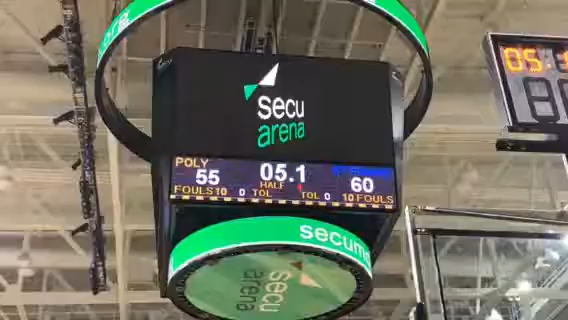 secu
arena
POLY
55
05.1
HALF
60
FOULS 10 0 TOL TOL 0 10 FOULS
secum
secu
arena
05.